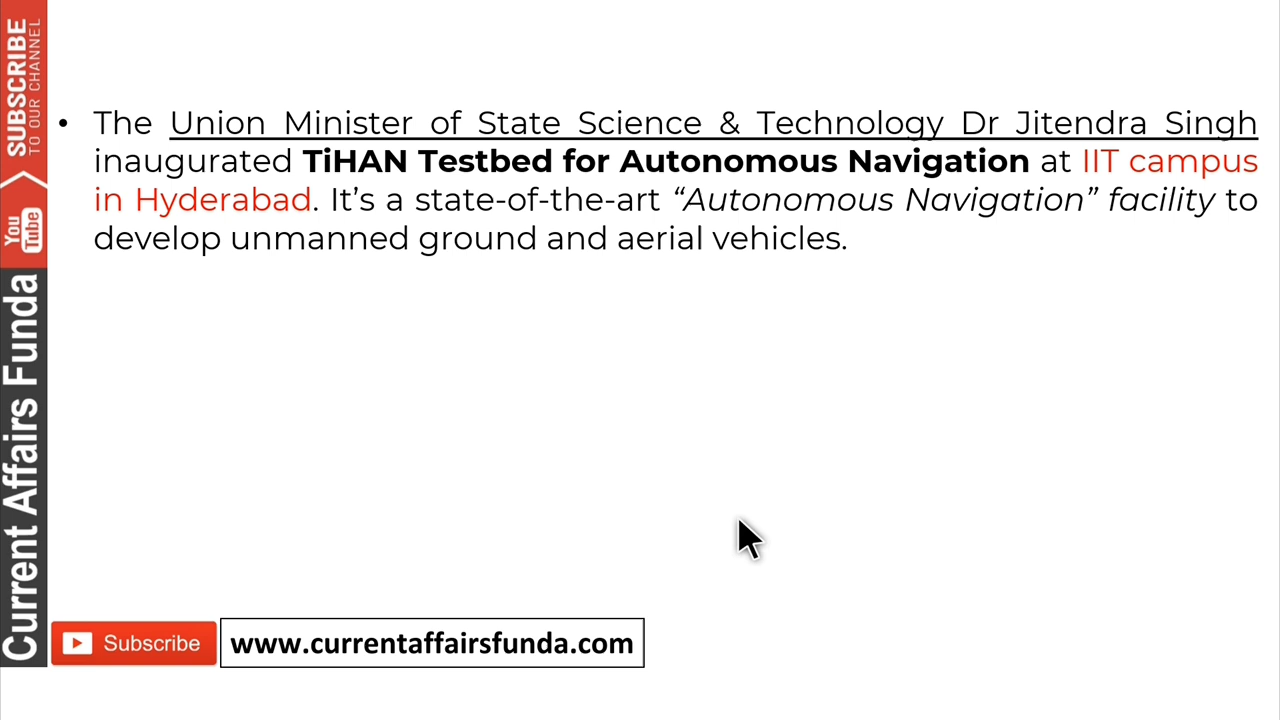 SUBSCRIBE
TO OUR CHANNEL
You
Tube
Current Affairs Funda
• The Union Minister of State Science & Technology Dr Jitendra Singh
inaugurated TiHAN Testbed for Autonomous Navigation at IIT campus
in Hyderabad. It’s a state-of-the-art “Autonomous Navigation” facility to
develop unmanned ground and aerial vehicles.
Subscribe
www.currentaffairsfunda.com